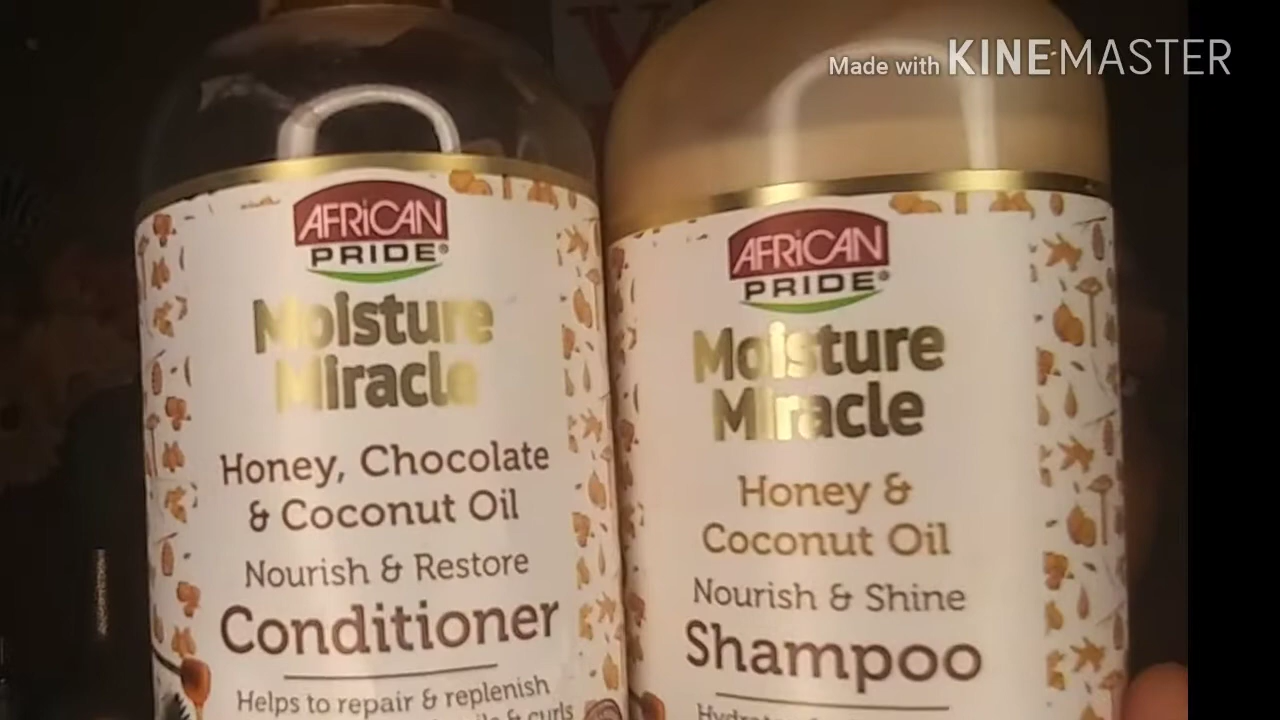 Made with KINEMASTER
AFRiCAN
PRIDE®
Moisture
Miracle
Honey, Chocolate
& Coconut Oil
Nourish & Restore
Conditioner
Helps to repair & replenish
& curls
AFRiCAN
PRIDE®
Moisture
Miracle
Honey &
Coconut Oil
Nourish & Shine
Shampoo